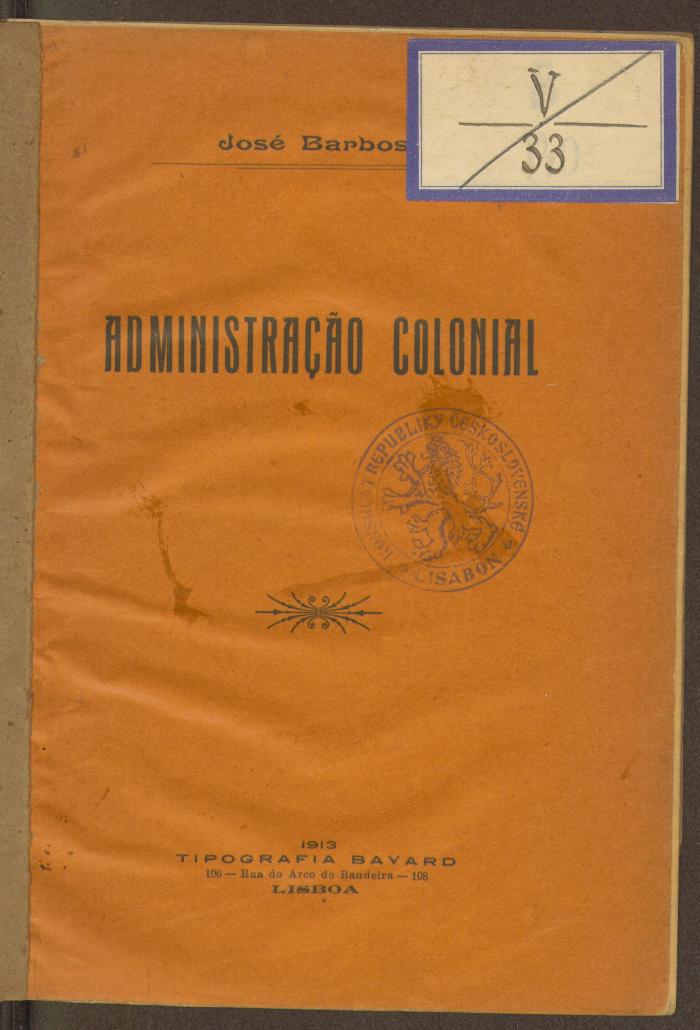 José Barbos
V
33
ADMINISTRAÇÃO COLONIAL
KONSULÁT REPUBLIKY ČESKOSLOVENSKÉ
LISABON
1913
TIPOGRAFIA BAYARD
106 — Rua do Arco do Bandeira — 108
LISBOA